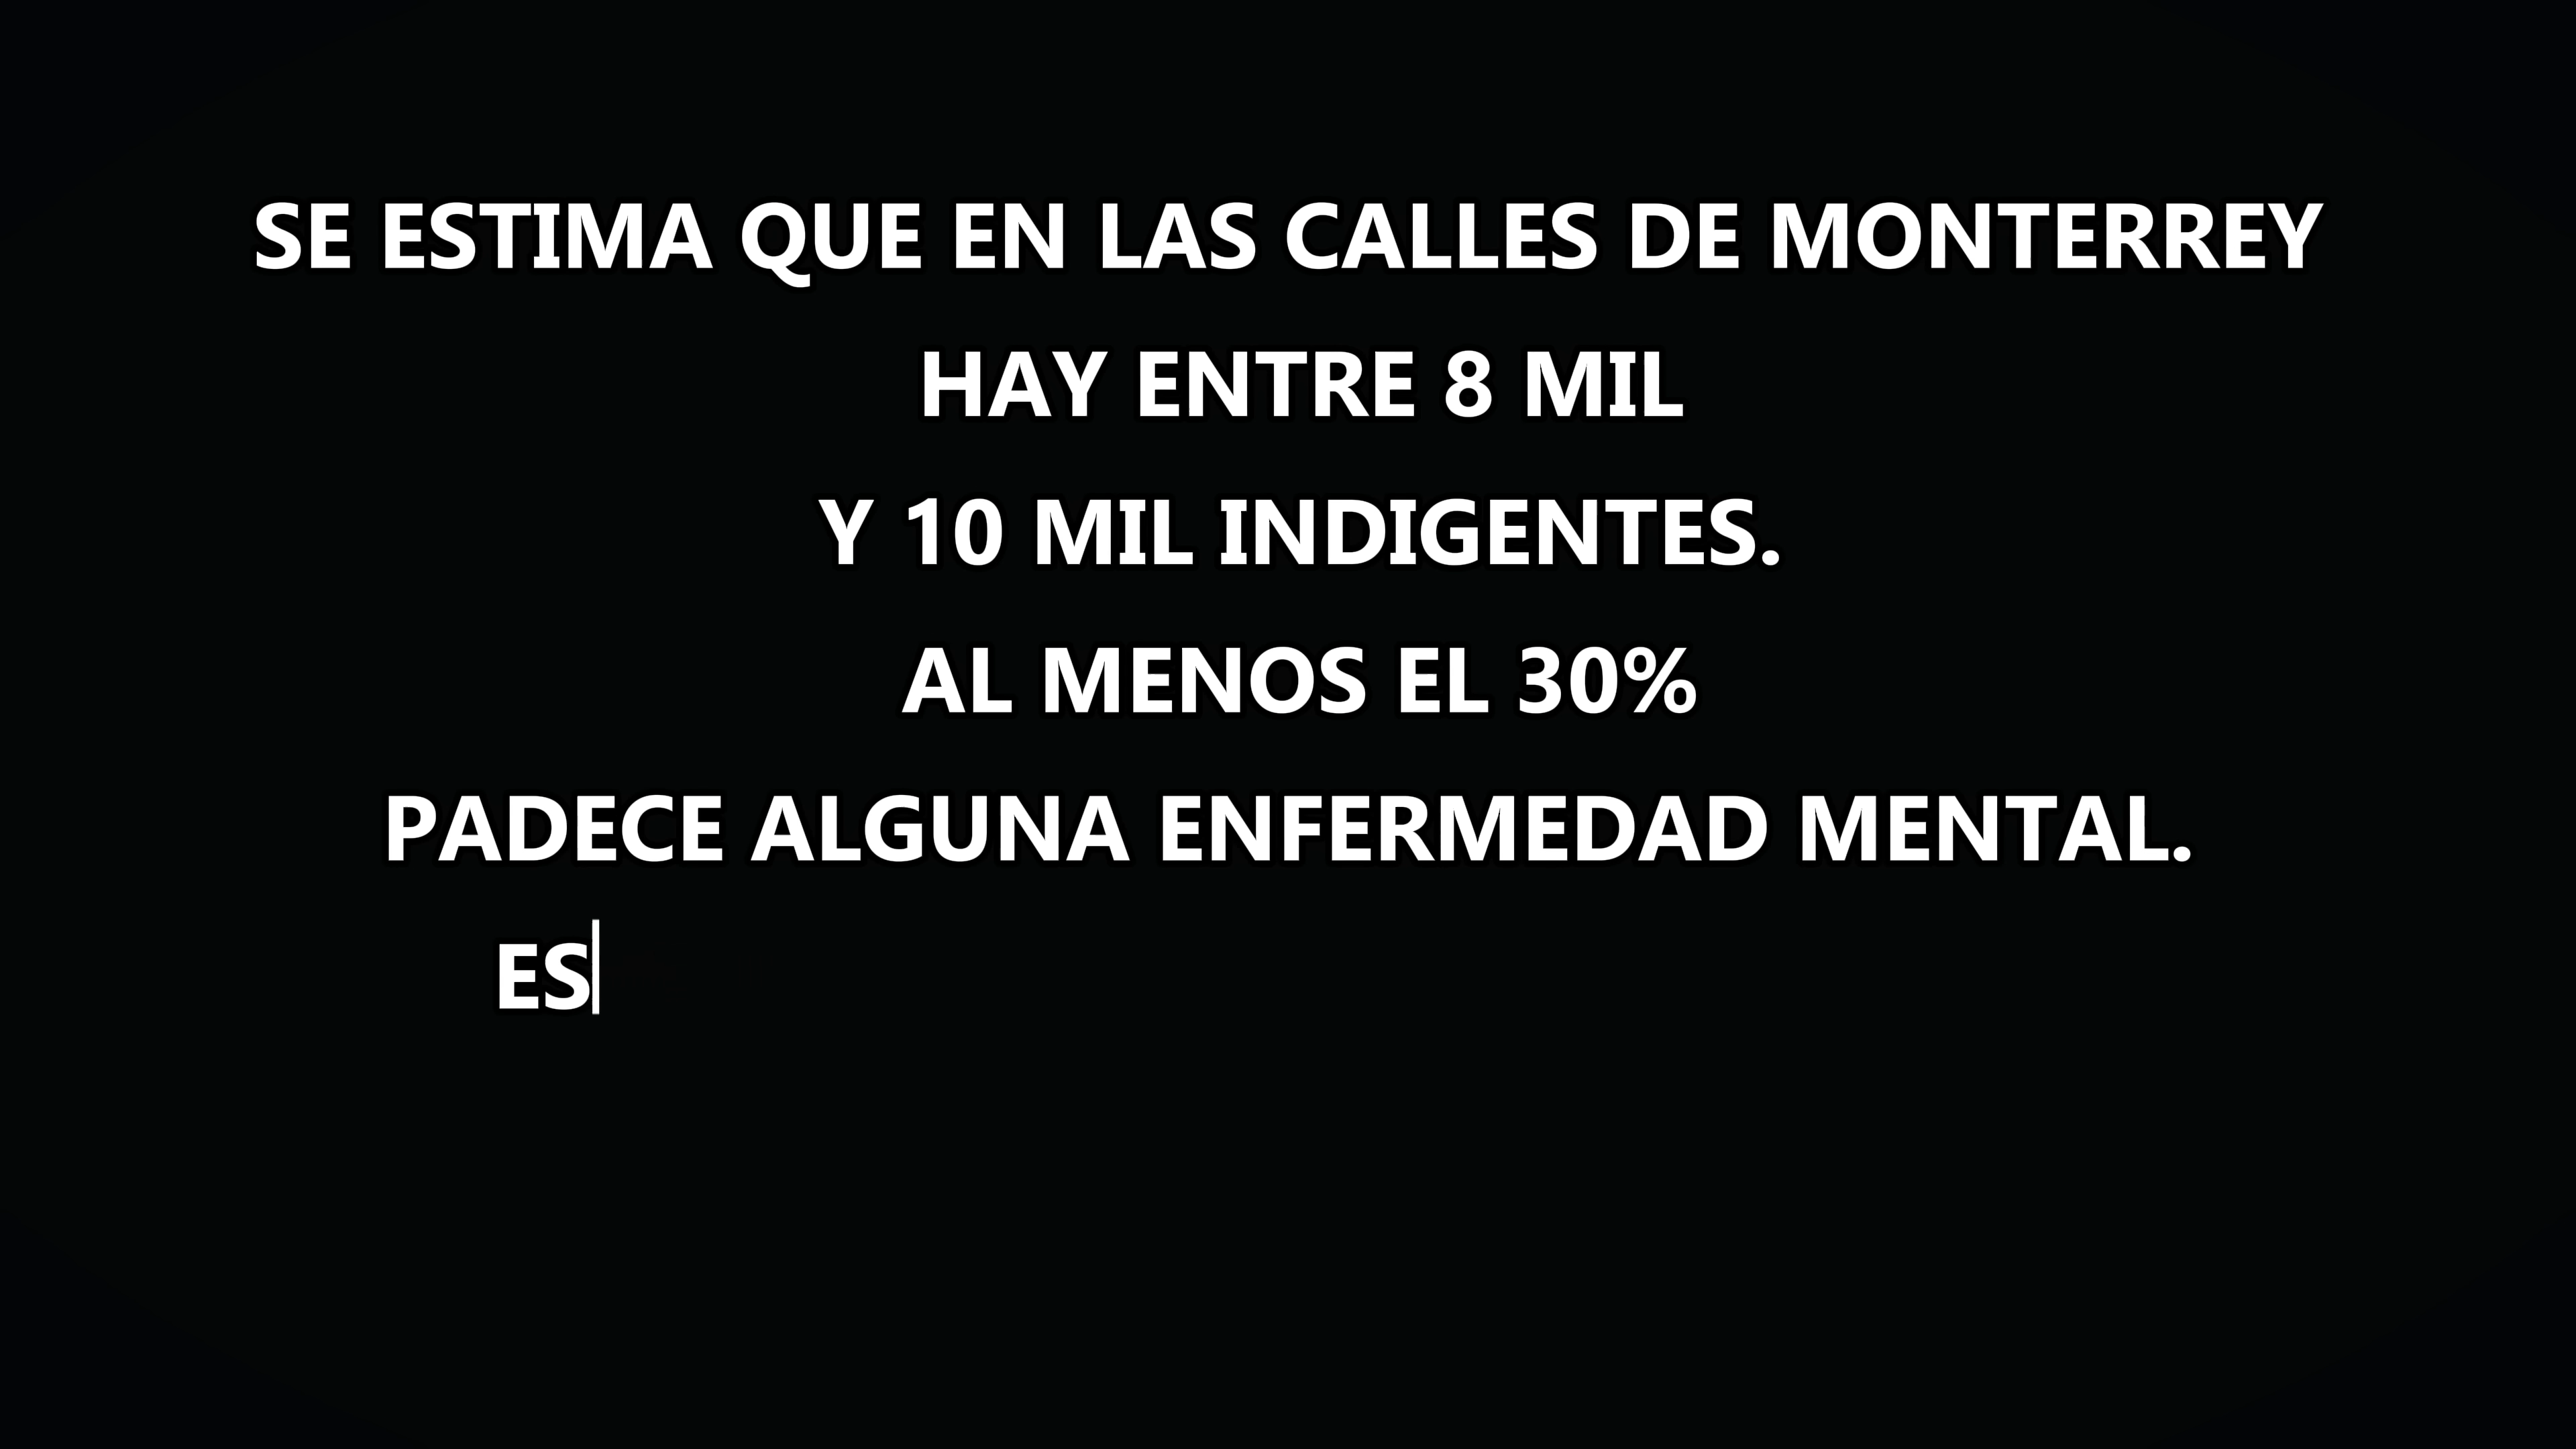 SE ESTIMA QUE EN LAS CALLES DE MONTERREY
HAY ENTRE 8 MIL
Y 10 MIL INDIGENTES.
AL MENOS EL 30%
PADECE ALGUNA ENFERMEDAD MENTAL.
ES